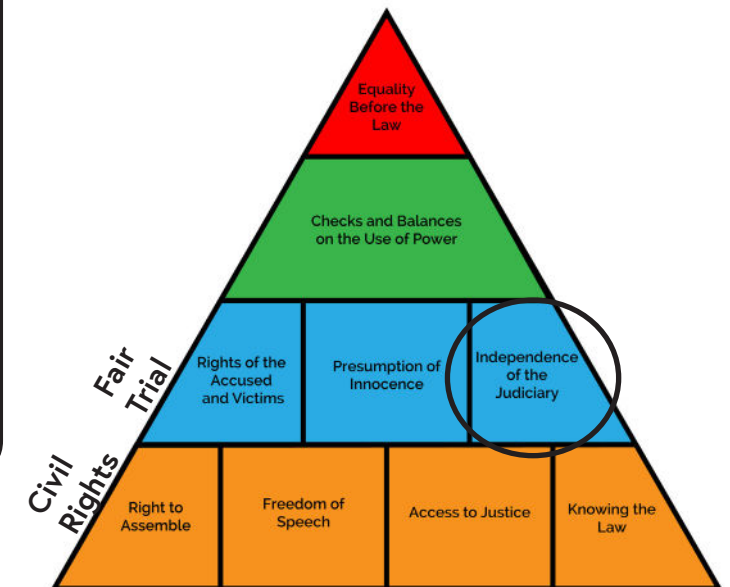 Equality
Before the
Law
Checks and Balances
on the Use of Power
Fair
Trial
Rights of the
Accused
and Victims
Presumption of
Innocence
Independence
of the
Judiciary
Civil
Rights
Right to
Assemble
Freedom of
Speech
Access to Justice
Knowing the
Law